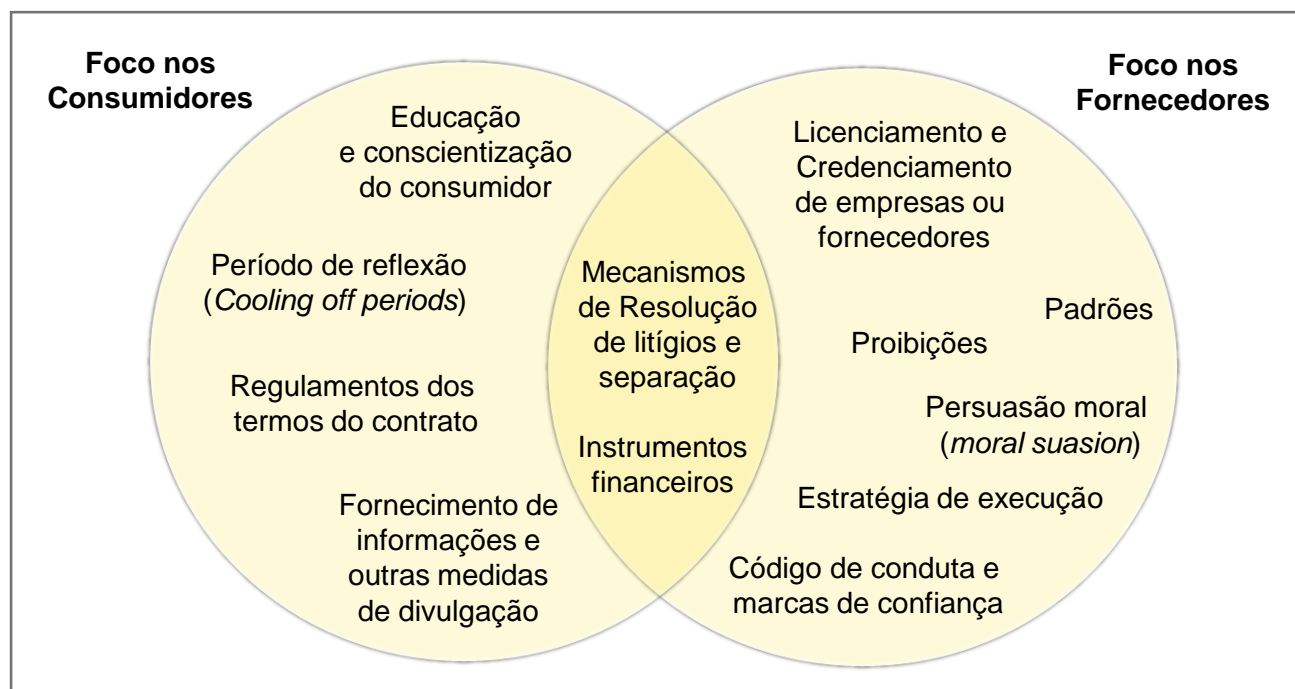 Foco nos
Consumidores
Educação
e conscientização
do consumidor
Período de reflexão
(Cooling off periods)
Regulamentos dos
termos do contrato
Fornecimento de
informações e
outras medidas
de divulgação
Mecanismos
de Resolução
de litígios e
separação
Instrumentos
financeiros
Foco nos
Fornecedores
Licenciamento e
Credenciamento
de empresas ou
fornecedores
Padrões
Proibições
Persuasão moral
(moral suasion)
Estratégia de execução
Código de conduta e
marcas de confiança